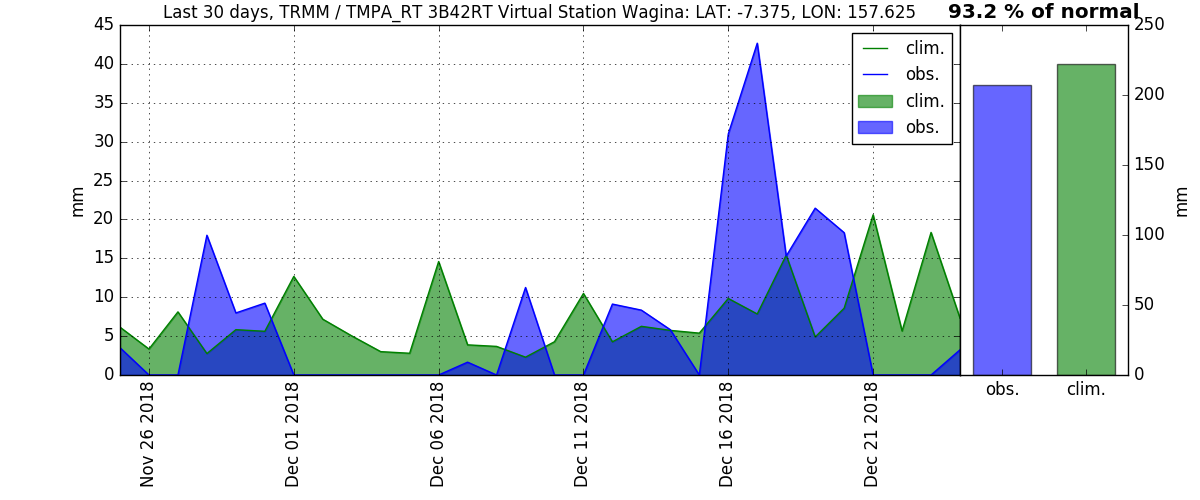 Last 30 days, TRMM / TMPA_RT 3B42RT Virtual Station Wagina: LAT: -7.375, LON: 157.625
93.2 % of normal
45
40
35
30
25
20
15
10
5
0
mm
clim.
obs.
clim.
obs.
Nov 26 2018
Dec 01 2018
Dec 06 2018
Dec 11 2018
Dec 16 2018
Dec 21 2018
250
200
150
100
50
0
mm
obs.
clim.